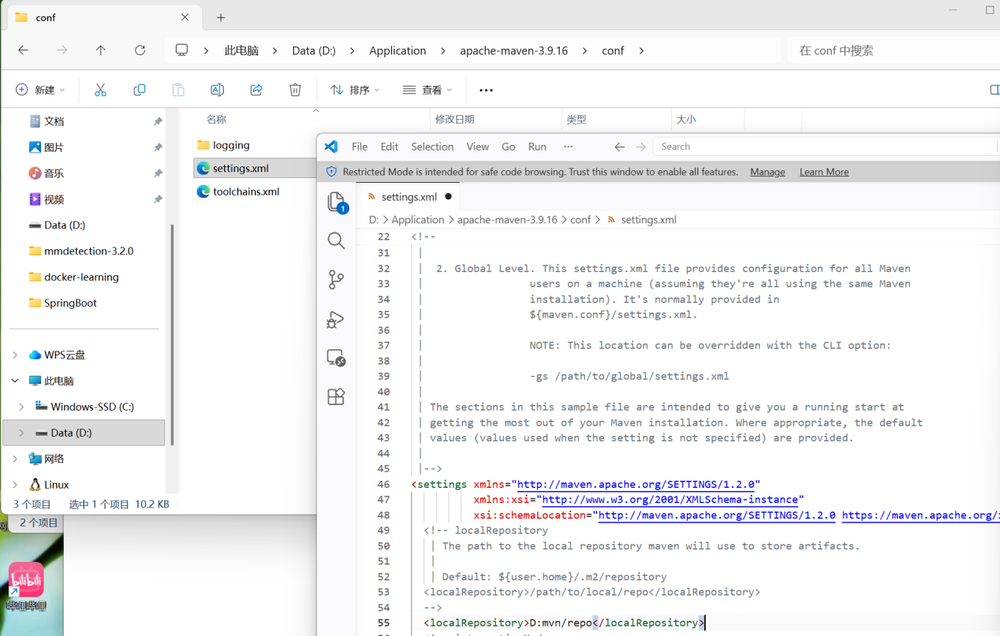 conf
此电脑 > Data (D:) > Application > apache-maven-3.9.16 > conf >
在 conf 中搜索
新建
排序
查看
文档
图片
音乐
视频
Data (D:)
mmdetection-3.2.0
docker-learning
SpringBoot
WPS云盘
此电脑
Windows-SSD (C:)
Data (D:)
网络
Linux
3 个项目 选中 1 个项目 10.2 KB
2 个项目
哔哩哔哩
名称 修改日期 类型 大小
logging
settings.xml
toolchains.xml
File Edit Selection View Go Run ···
Search
Restricted Mode is intended for safe code browsing. Trust this window to enable all features. Manage Learn More
1
settings.xml
D: > Application > apache-maven-3.9.16 > conf > settings.xml
22 <!--
31 |
32 | 2. Global Level. This settings.xml file provides configuration for all Maven
33 | users on a machine (assuming they're all using the same Maven
34 | installation). It's normally provided in
35 | ${maven.conf}/settings.xml.
36 |
37 | NOTE: This location can be overridden with the CLI option:
38 |
39 | -gs /path/to/global/settings.xml
40 |
41 | The sections in this sample file are intended to give you a running start at
42 | getting the most out of your Maven installation. Where appropriate, the default
43 | values (values used when the setting is not specified) are provided.
44 |
45 |-->
46 <settings xmlns="http://maven.apache.org/SETTINGS/1.2.0"
47 xmlns:xsi="http://www.w3.org/2001/XMLSchema-instance"
48 xsi:schemaLocation="http://maven.apache.org/SETTINGS/1.2.0 https://maven.apache.org/
49 <!-- localRepository
50 | The path to the local repository maven will use to store artifacts.
51 |
52 | Default: ${user.home}/.m2/repository
53 <localRepository>/path/to/local/repo</localRepository>
54 -->
55 <localRepository>D:mvn/repo</localRepository>
bilibili